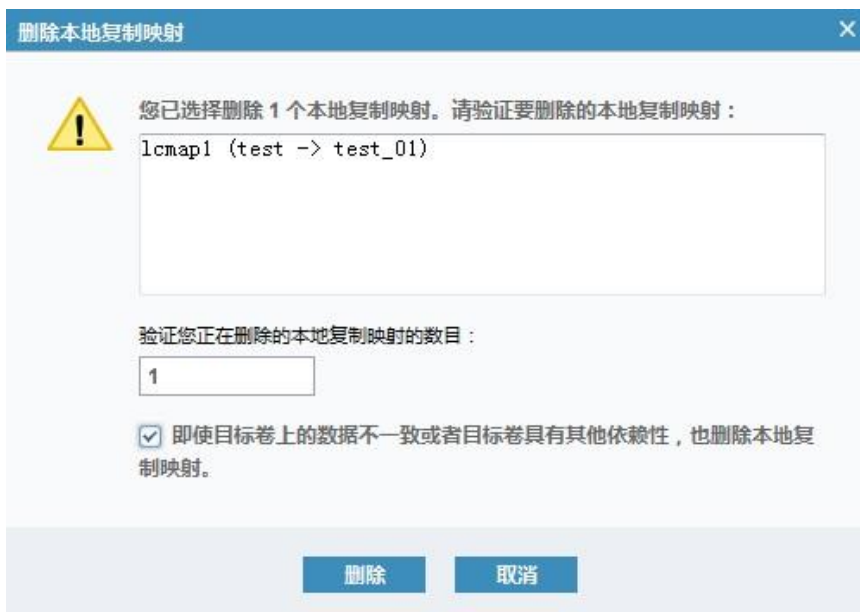 删除本地复制映射
您已选择删除 1 个本地复制映射。请验证要删除的本地复制映射：
lcmap1 (test -> test_01)
验证您正在删除的本地复制映射的数目：
1
即使目标卷上的数据不一致或者目标卷具有其他依赖性，也删除本地复
制映射。
删除
取消